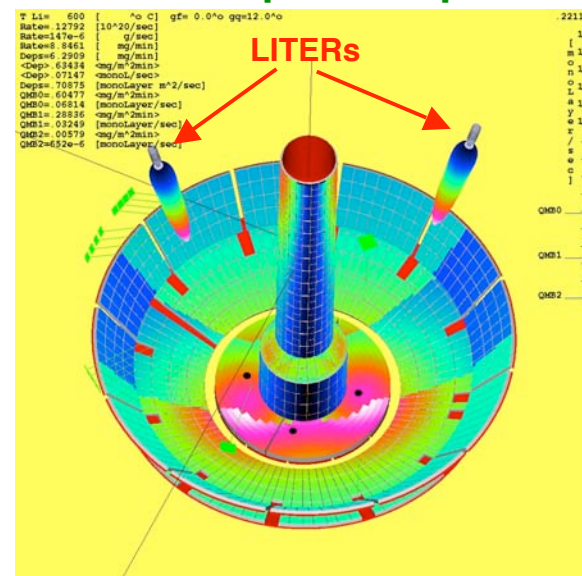 T Li=   600 [     ^o C]  gf= 0.0^o gq=12.0^o
.2211
Rate=.12792 [10^20/sec]
Rate=147e-6 [    g/sec]
Rate=8.8461 [   mg/min]
Deps=6.2909 [   mg/min]
<Dep>.63434 <mg/m^2min>
<Dep>.07147 <monoL/sec>
Deps=.70875 [monoLayer m^2/sec]
QMB0=.60477 <mg/m^2min>
QMB0=.06814 [monoLayer/sec]
QMB1=.28836 <mg/m^2min>
QMB1=.03249 [monoLayer/sec]
QMB2=.00579 <mg/m^2min>
QMB2=652e-6 [monoLayer/sec]
LITERs
[monoLayer/sec]
QMB0
QMB1
QMB2